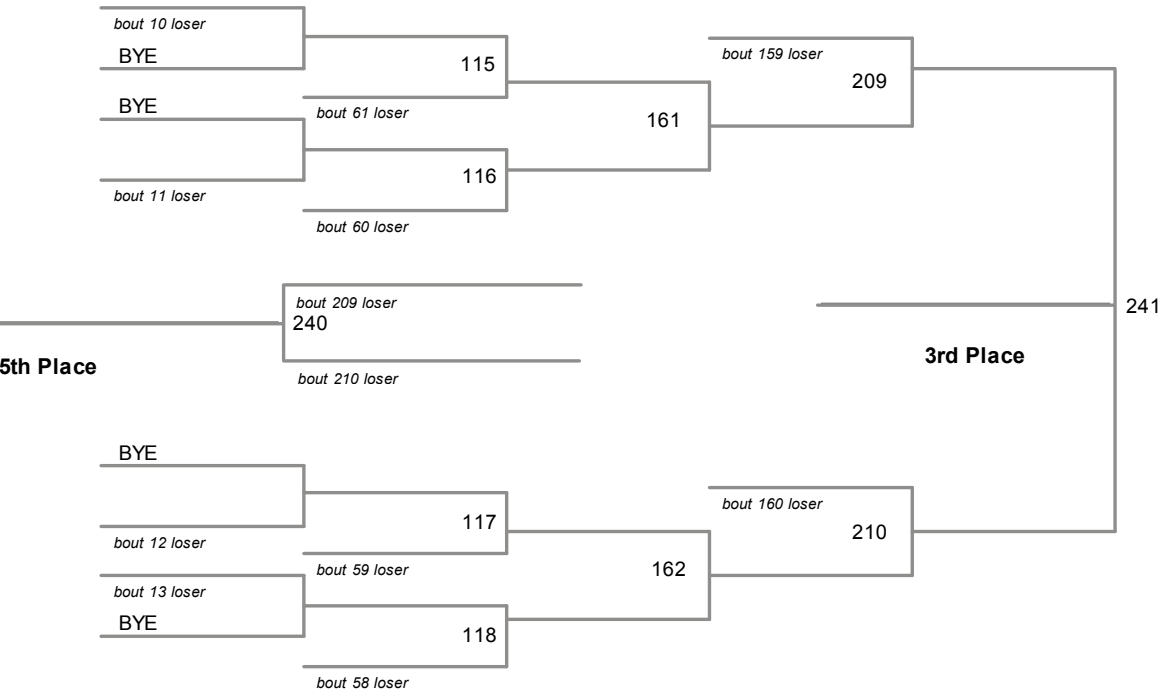 bout 10 loser
BYE
115
bout 61 loser
BYE
bout 11 loser
116
bout 60 loser
161
bout 159 loser
209
bout 209 loser
240
bout 210 loser
5th Place
241
3rd Place
BYE
bout 12 loser
117
bout 59 loser
bout 13 loser
BYE
118
bout 58 loser
162
bout 160 loser
210